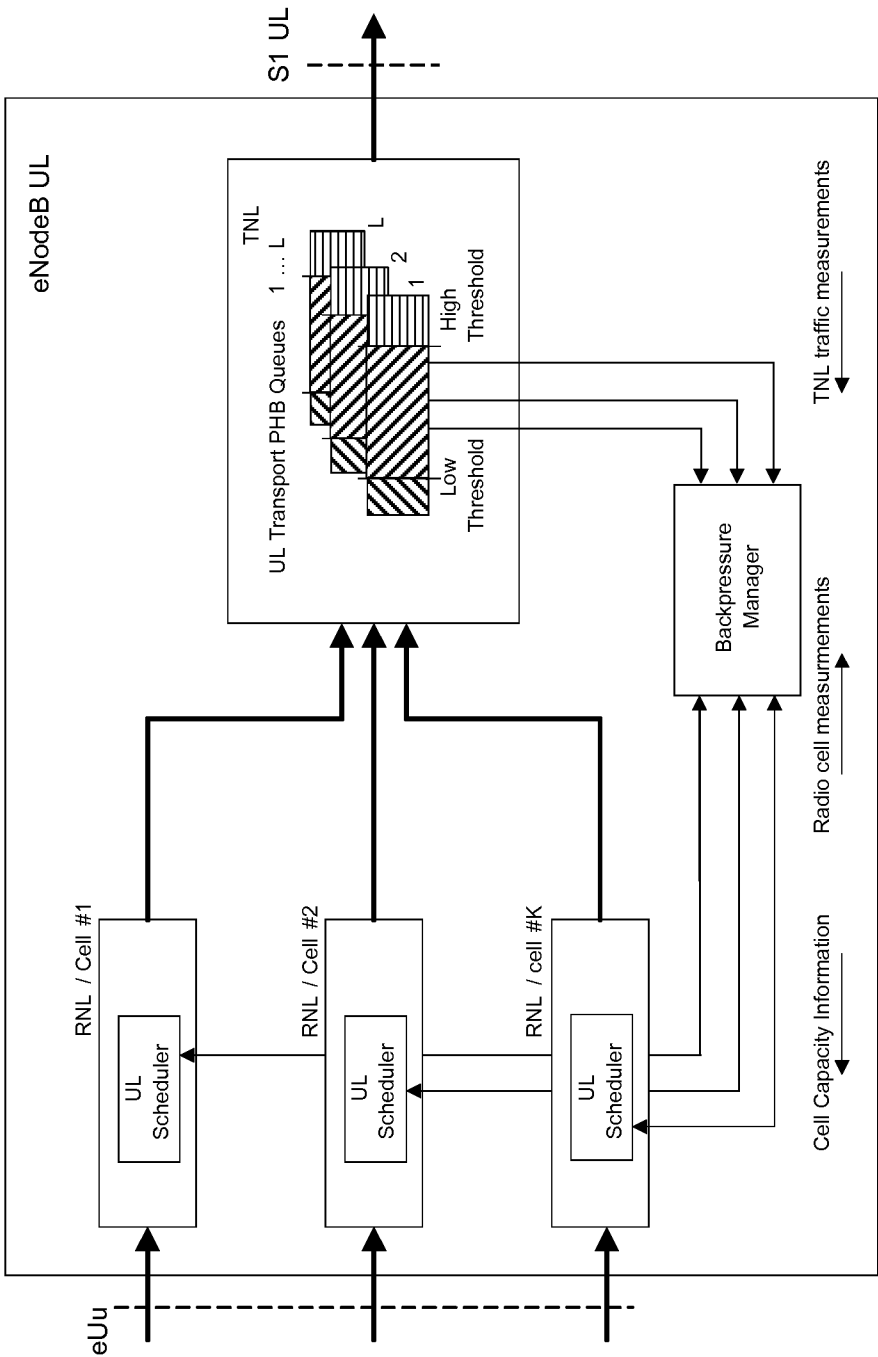 eNodeB UL
S1 UL
eUu
RNL / Cell #1
UL
Scheduler
RNL / Cell #2
UL
Scheduler
RNL / cell #K
UL
Scheduler
TNL
UL Transport PHB Queues 1 ... L
L
2
1
Low
Threshold
High
Threshold
Backpressure
Manager
Cell Capacity Information
Radio cell measurmements
TNL traffic measurements